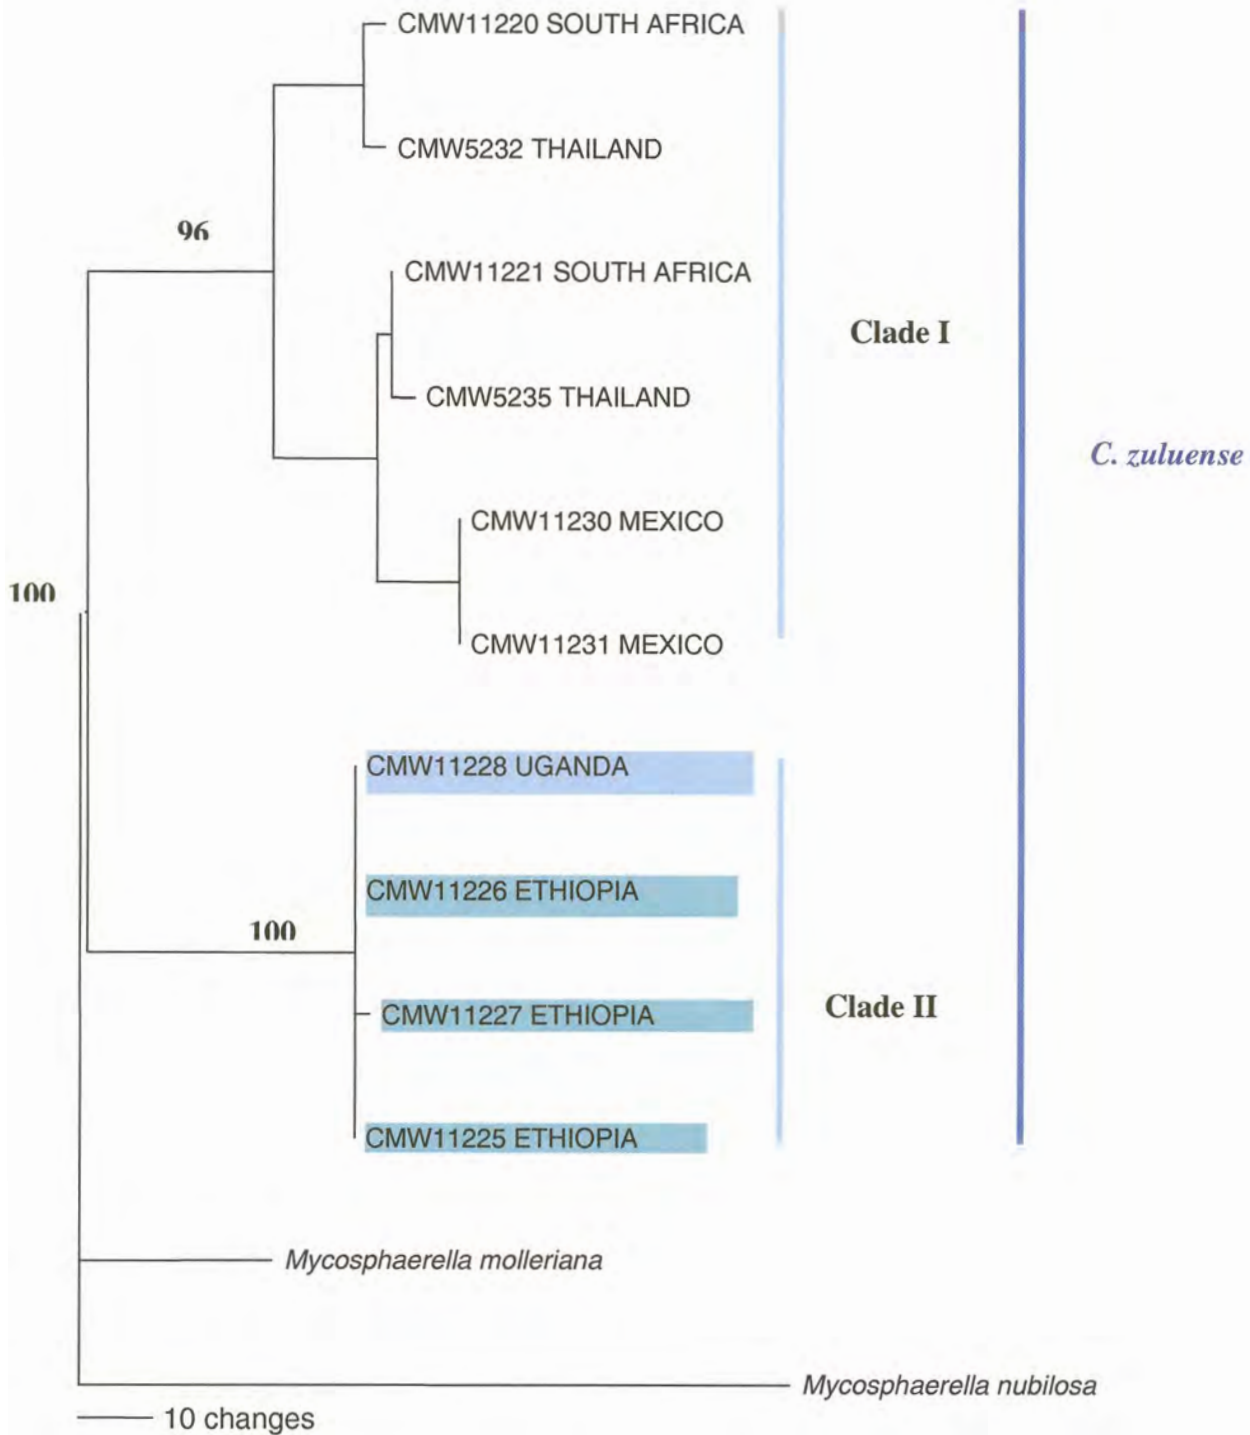 CMW11220 SOUTH AFRICA
CMW5232 THAILAND
96
CMW11221 SOUTH AFRICA
Clade I
CMW5235 THAILAND
C. zuluense
CMW11230 MEXICO
100
CMW11231 MEXICO
CMW11228 UGANDA
CMW11226 ETHIOPIA
100
CMW11227 ETHIOPIA
Clade II
CMW11225 ETHIOPIA
Mycosphaerella molleriana
Mycosphaerella nubilosa
10 changes